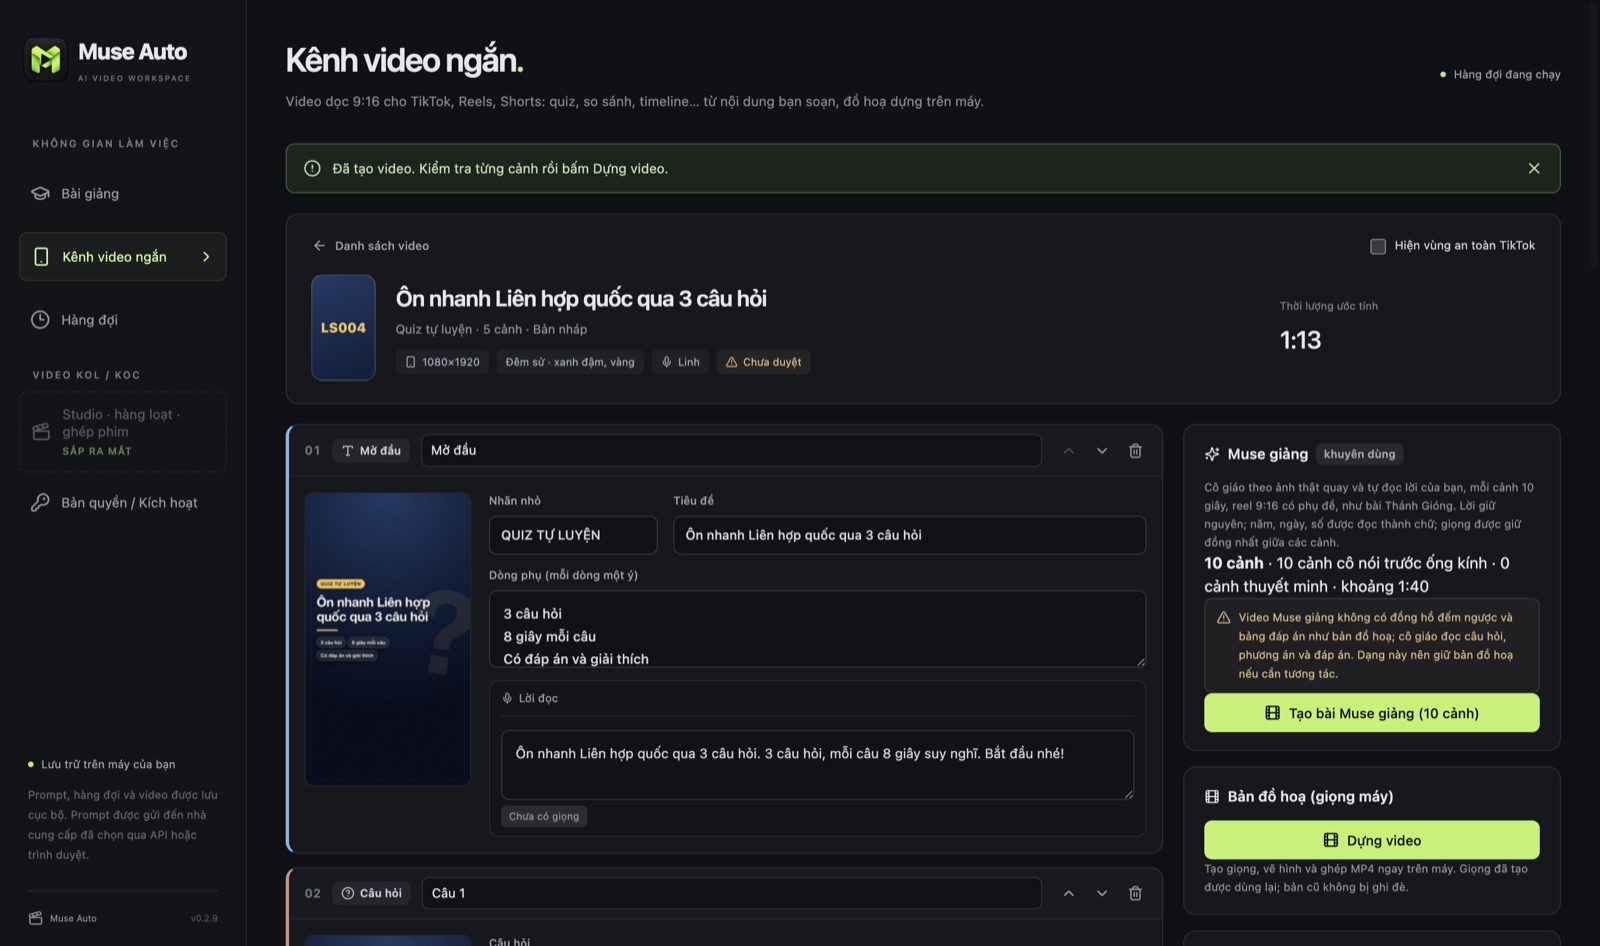 Muse Auto
AI VIDEO WORKSPACE
KHÔNG GIAN LÀM VIỆC
Bài giảng
Kênh video ngắn
Hàng đợi
VIDEO KOL / KOC
Studio · hàng loạt ·
ghép phim
SẮP RA MẮT
Bản quyền / Kích hoạt
Lưu trữ trên máy của bạn
Prompt, hàng đợi và video được lưu
cục bộ. Prompt được gửi đến nhà
cung cấp đã chọn qua API hoặc
trình duyệt.
Muse Auto
v0.2.9
Kênh video ngắn.
Video dọc 9:16 cho TikTok, Reels, Shorts: quiz, so sánh, timeline... từ nội dung bạn soạn, đồ hoạ dựng trên máy.
Hàng đợi đang chạy
Đã tạo video. Kiểm tra từng cảnh rồi bấm Dựng video.
Danh sách video
Hiện vùng an toàn TikTok
LS004
Ôn nhanh Liên hợp quốc qua 3 câu hỏi
Quiz tự luyện · 5 cảnh · Bản nháp
1080×1920
Đêm sử · xanh đậm, vàng
Linh
Chưa duyệt
Thời lượng ước tính
1:13
01
Mở đầu
Mở đầu
QUIZ TỰ LUYỆN
Ôn nhanh Liên hợp
quốc qua 3 câu hỏi
3 câu hỏi
8 giây mỗi câu
Có đáp án và giải thích
?
Nhãn nhỏ
Tiêu đề
QUIZ TỰ LUYỆN
Ôn nhanh Liên hợp quốc qua 3 câu hỏi
Dòng phụ (mỗi dòng một ý)
3 câu hỏi
8 giây mỗi câu
Có đáp án và giải thích
Lời đọc
Ôn nhanh Liên hợp quốc qua 3 câu hỏi. 3 câu hỏi, mỗi câu 8 giây suy nghĩ. Bắt đầu nhé!
Chưa có giọng
02
Câu hỏi
Câu 1
Câu hỏi
Muse giảng
khuyên dùng
Cô giáo theo ảnh thật quay và tự đọc lời của bạn, mỗi cảnh 10
giây, reel 9:16 có phụ đề, như bài Thánh Gióng. Lời giữ
nguyên; năm, ngày, số được đọc thành chữ; giọng được giữ
đồng nhất giữa các cảnh.
10 cảnh · 10 cảnh cô nói trước ống kính · 0
cảnh thuyết minh · khoảng 1:40
Video Muse giảng không có đồng hồ đếm ngược và
bảng đáp án như bản đồ hoạ; cô giáo đọc câu hỏi,
phương án và đáp án. Dạng này nên giữ bản đồ hoạ
nếu cần tương tác.
Tạo bài Muse giảng (10 cảnh)
Bản đồ hoạ (giọng máy)
Dựng video
Tạo giọng, vẽ hình và ghép MP4 ngay trên máy. Giọng đã tạo
được dùng lại; bản cũ không bị ghi đè.